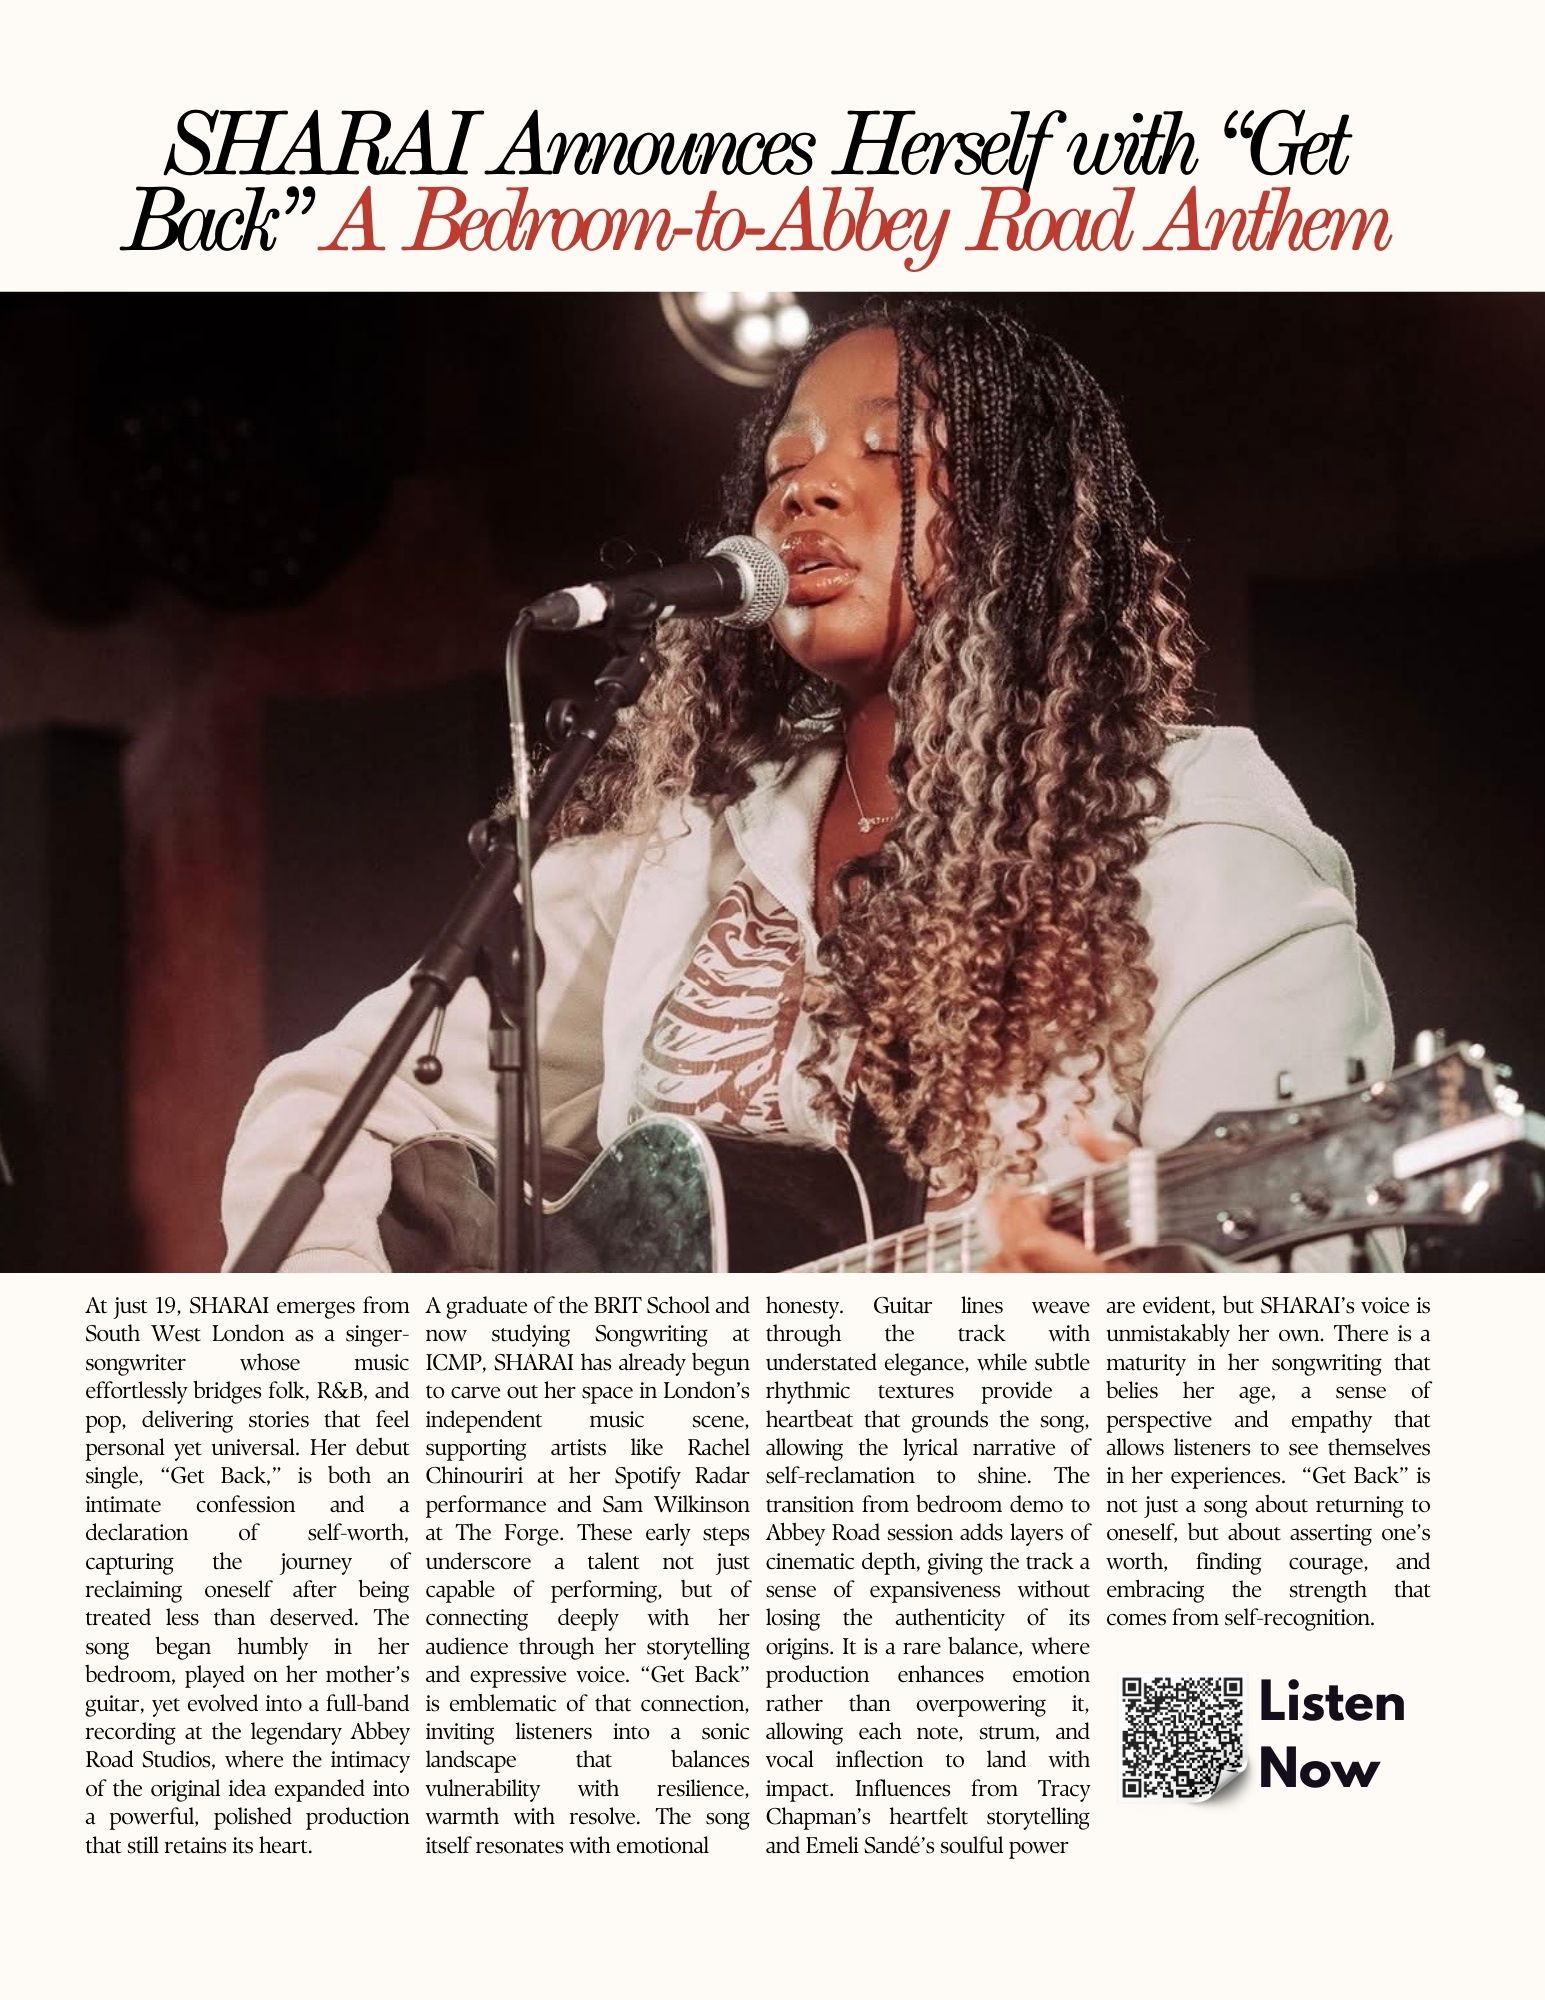 SHARAI Announces Herself with “Get
Back” A Bedroom-to-Abbey Road Anthem
At just 19, SHARAI emerges from
South West London as a singer-
songwriter whose music
effortlessly bridges folk, R&B, and
pop, delivering stories that feel
personal yet universal. Her debut
single, “Get Back,” is both an
intimate confession and a
declaration of self-worth,
capturing the journey of
reclaiming oneself after being
treated less than deserved. The
song began humbly in her
bedroom, played on her mother’s
guitar, yet evolved into a full-band
recording at the legendary Abbey
Road Studios, where the intimacy
of the original idea expanded into
a powerful, polished production
that still retains its heart.
A graduate of the BRIT School and
now studying Songwriting at
ICMP, SHARAI has already begun
to carve out her space in London’s
independent music scene,
supporting artists like Rachel
Chinouriri at her Spotify Radar
performance and Sam Wilkinson
at The Forge. These early steps
underscore a talent not just
capable of performing, but of
connecting deeply with her
audience through her storytelling
and expressive voice. “Get Back”
is emblematic of that connection,
inviting listeners into a sonic
landscape that balances
vulnerability with resilience,
warmth with resolve. The song
itself resonates with emotional
honesty. Guitar lines weave
through the track with
understated elegance, while subtle
rhythmic textures provide a
heartbeat that grounds the song,
allowing the lyrical narrative of
self-reclamation to shine. The
transition from bedroom demo to
Abbey Road session adds layers of
cinematic depth, giving the track a
sense of expansiveness without
losing the authenticity of its
origins. It is a rare balance, where
production enhances emotion
rather than overpowering it,
allowing each note, strum, and
vocal inflection to land with
impact. Influences from Tracy
Chapman’s heartfelt storytelling
and Emeli Sandé’s soulful power
are evident, but SHARAI’s voice is
unmistakably her own. There is a
maturity in her songwriting that
belies her age, a sense of
perspective and empathy that
allows listeners to see themselves
in her experiences. “Get Back” is
not just a song about returning to
oneself, but about asserting one’s
worth, finding courage, and
embracing the strength that
comes from self-recognition.
Listen
Now